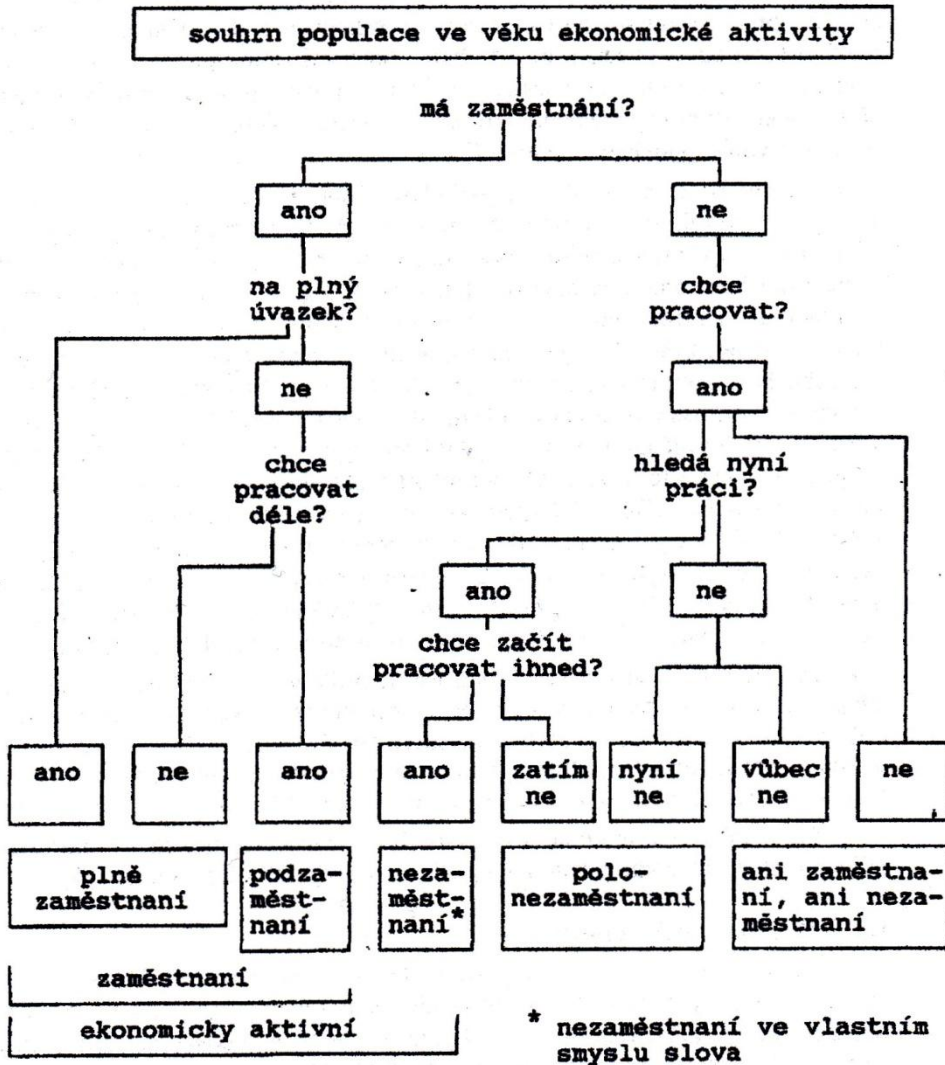 souhrn populace ve věku ekonomické aktivity
má zaměstnání?
ano
ne
na plný
úvazek?
chce
pracovat?
ne
ano
chce
pracovat
déle?
hledá nyní
práci?
ano
ne
chce začít
pracovat ihned?
ano
ne
ano
ano
zatím
ne
nyní
ne
vůbec
ne
ne
plně
zaměstnaní
podza-
měst-
naní
neza-
měst-
naní*
polo-
nezaměstnaní
ani zaměstna-
ní, ani neza-
městnaní
zaměstnaní
ekonomicky aktivní
* nezaměstnaní ve vlastním
smyslu slova